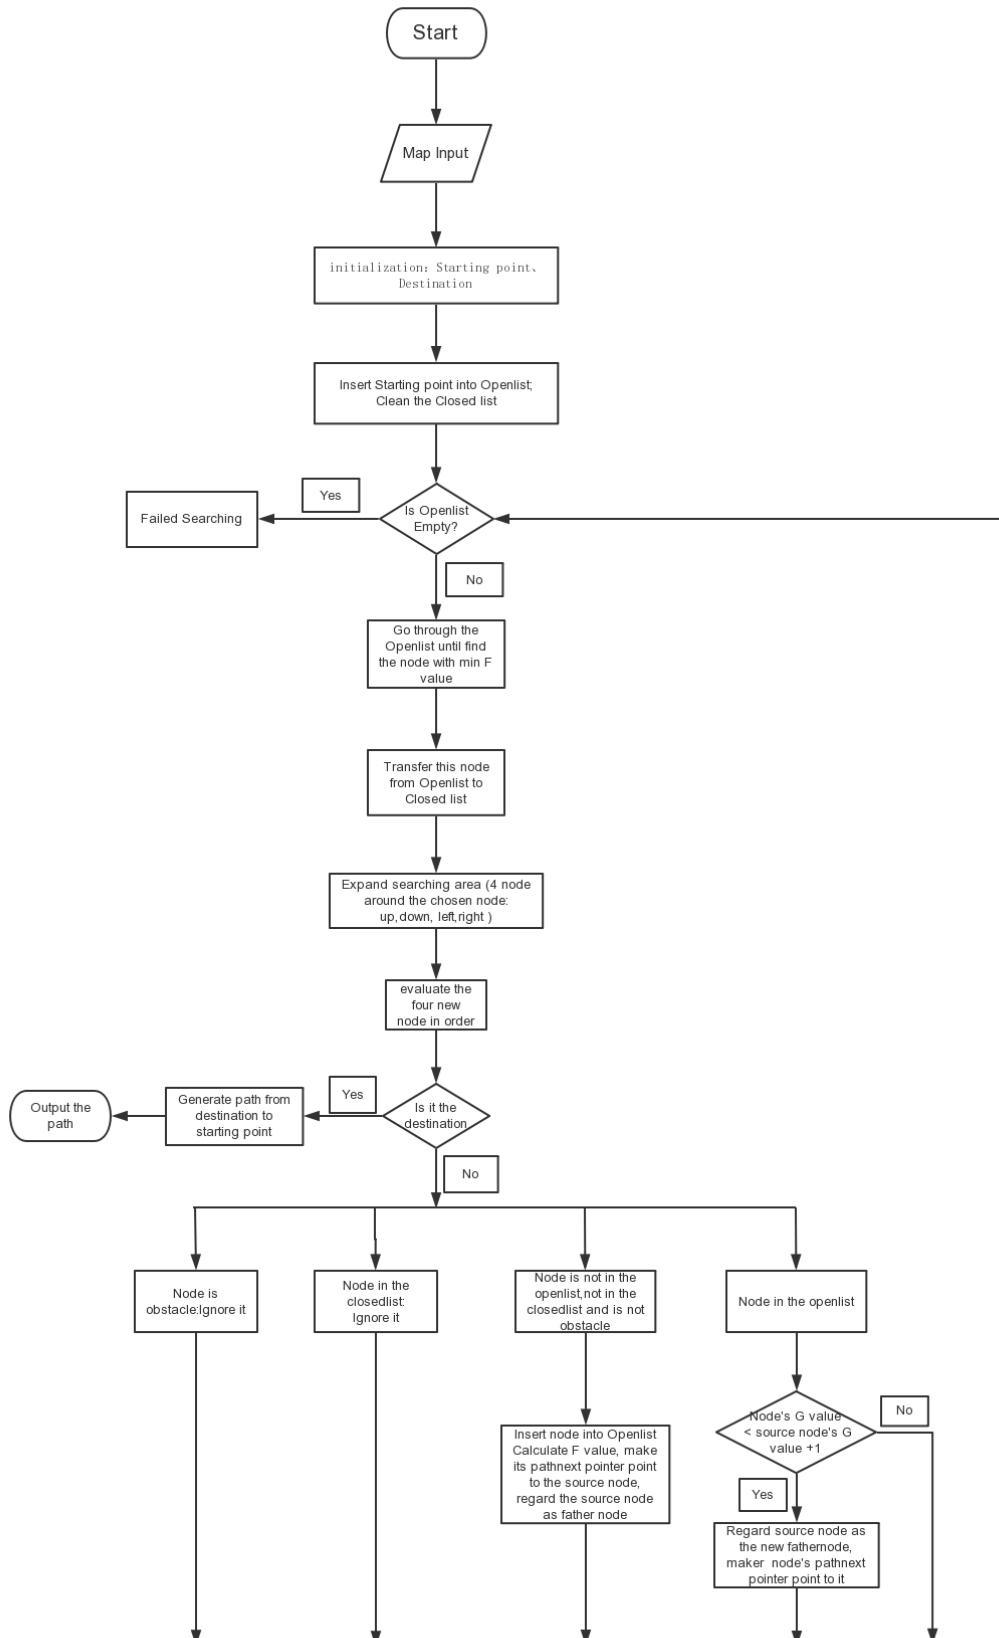 Start
Map Input
initialization: Starting point、
Destination
Insert Starting point into Openlist;
Clean the Closed list
Yes
Is Openlist
Empty?
Failed Searching
No
Go through the
Openlist until find
the node with min F
value
Transfer this node
from Openlist to
Closed list
Expand searching area (4 node
around the chosen node:
up,down, left,right )
evaluate the
four new
node in order
Output the
path
Generate path from
destination to
starting point
Yes
Is it the
destination
No
Node is
obstacle:Ignore it
Node in the
closedlist:
Ignore it
Node is not in the
openlist,not in the
closedlist and is not
obstacle
Node in the openlist
Insert node into Openlist
Calculate F value, make
its pathnext pointer point
to the source node,
regard the source node
as father node
Node's G value
< source node's G
value +1
No
Yes
Regard source node as
the new fathernode,
maker node's pathnext
pointer point to it